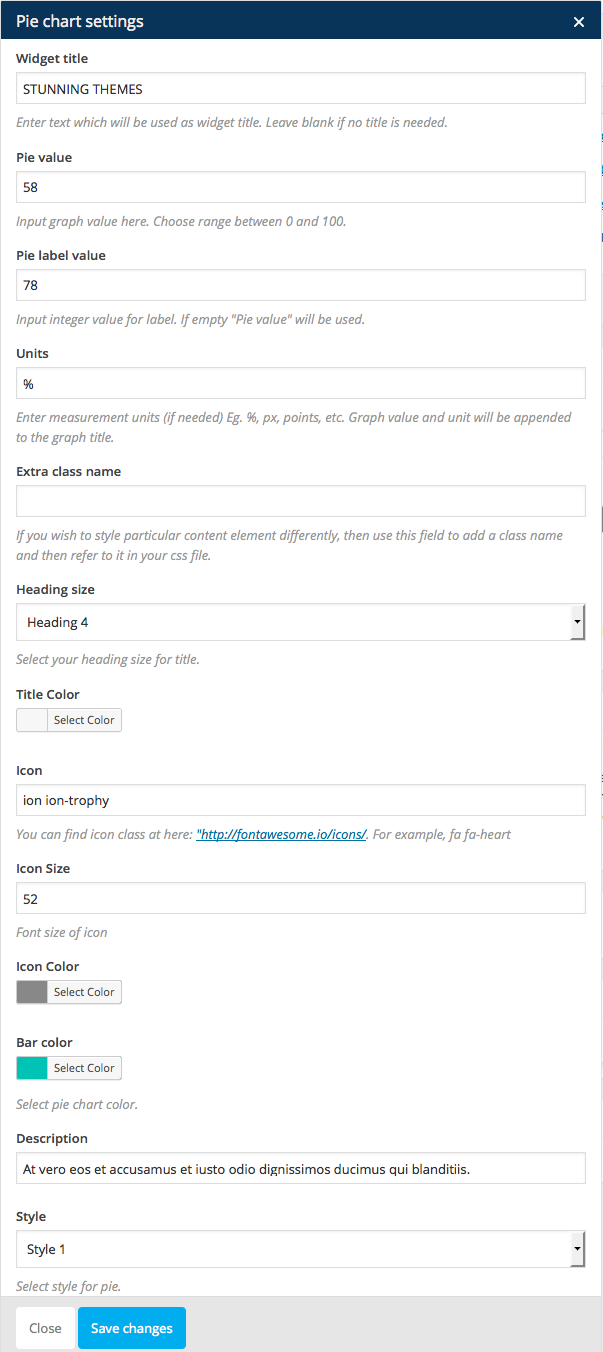 Pie chart settings ×
Widget title
STUNNING THEMES
Enter text which will be used as widget title. Leave blank if no title is needed.
Pie value
58
Input graph value here. Choose range between 0 and 100.
Pie label value
78
Input integer value for label. If empty "Pie value" will be used.
Units
%
Enter measurement units (if needed) Eg. %, px, points, etc. Graph value and unit will be appended
to the graph title.
Extra class name
If you wish to style particular content element differently, then use this field to add a class name
and then refer to it in your css file.
Heading size
Heading 4
Select your heading size for title.
Title Color
Select Color
Icon
ion ion-trophy
You can find icon class at here: "http://fontawesome.io/icons/. For example, fa fa-heart
Icon Size
52
Font size of icon
Icon Color
Select Color
Bar color
Select Color
Select pie chart color.
Description
At vero eos et accusamus et iusto odio dignissimos ducimus qui blanditiis.
Style
Style 1
Select style for pie.
Close Save changes